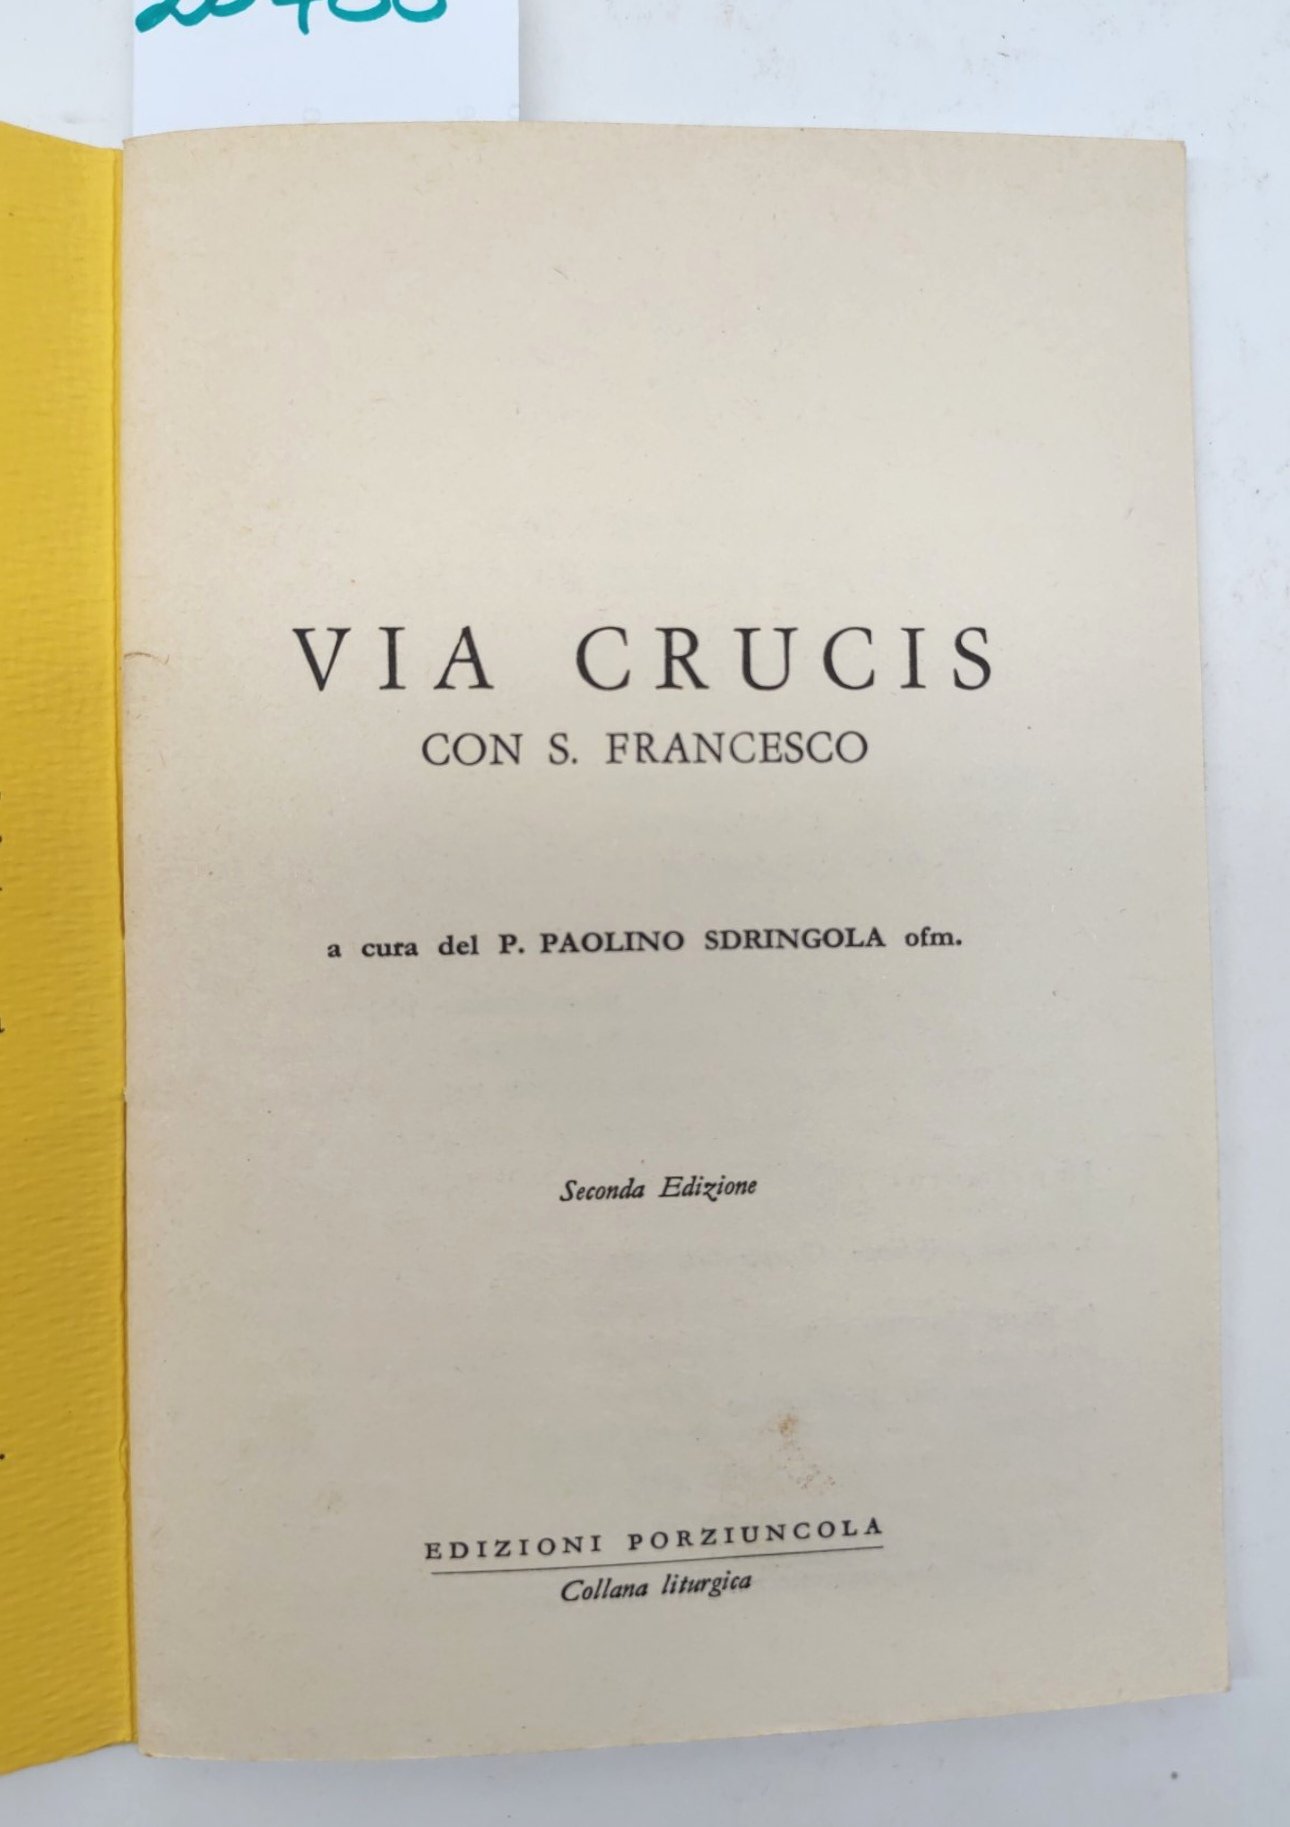 VIA CRUCIS
CON S. FRANCESCO
a cura del P. PAOLINO SDRINGOLA ofm.
Seconda Edizione
EDIZIONI PORZIUNCOLA
Collana liturgica